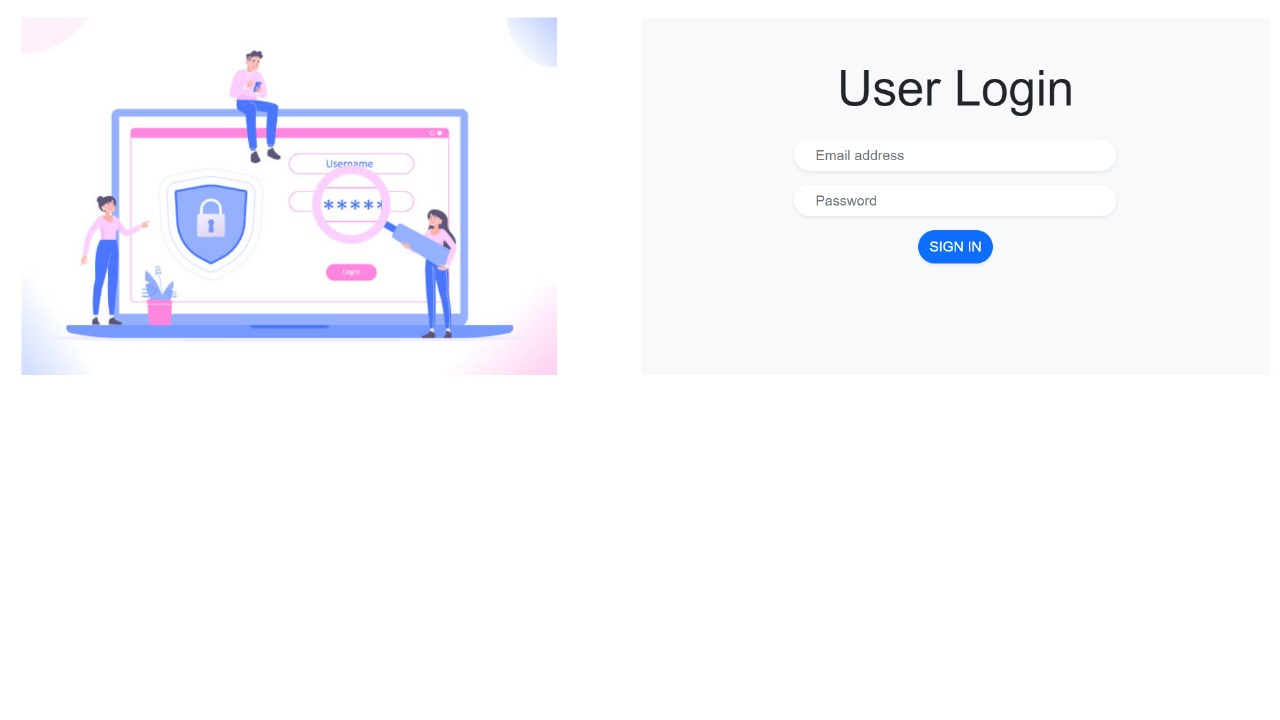 Username
*****
Login
User Login
Email address
Password
SIGN IN